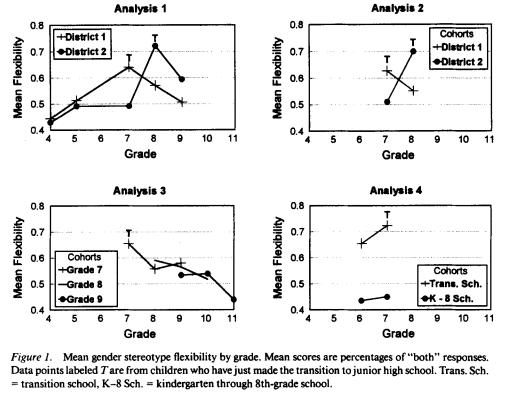 Analysis 1
Mean Flexibility
0.8
0.7
0.6
0.5
0.4
District 1
District 2
T
T
4 5 6 7 8 9 10 11
Grade
Analysis 2
Mean Flexibility
0.8
0.7
0.6
0.5
0.4
Cohorts
District 1
District 2
T
T
4 5 6 7 8 9 10 11
Grade
Analysis 3
Mean Flexibility
0.8
0.7
0.6
0.5
0.4
T
Cohorts
Grade 7
Grade 8
Grade 9
4 5 6 7 8 9 10 11
Grade
Analysis 4
Mean Flexibility
0.8
0.7
0.6
0.5
0.4
T
Cohorts
Trans. Sch.
K - 8 Sch.
4 5 6 7 8 9 10 11
Grade
Figure 1. Mean gender stereotype flexibility by grade. Mean scores are percentages of "both" responses.
Data points labeled T are from children who have just made the transition to junior high school. Trans. Sch.
= transition school, K–8 Sch. = kindergarten through 8th-grade school.